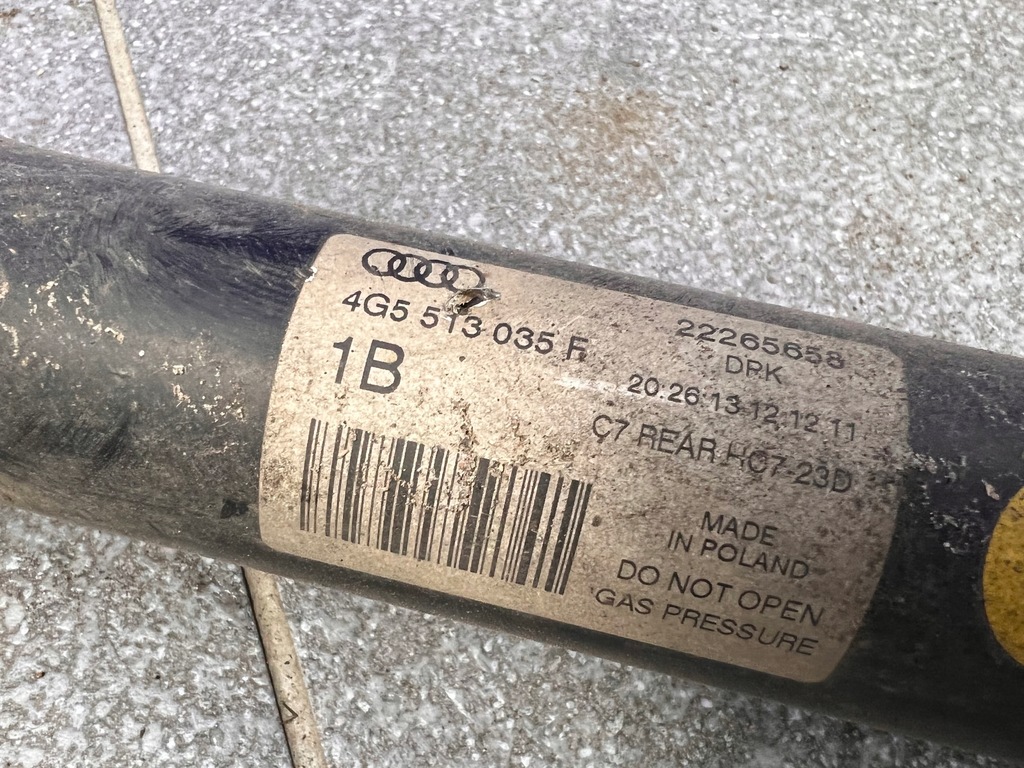 4G5 513 035 F
1B
22265658
DRK
20.26.13 12.12.11
C7 REAR HC7-23D
MADE
IN POLAND
DO NOT OPEN
GAS PRESSURE